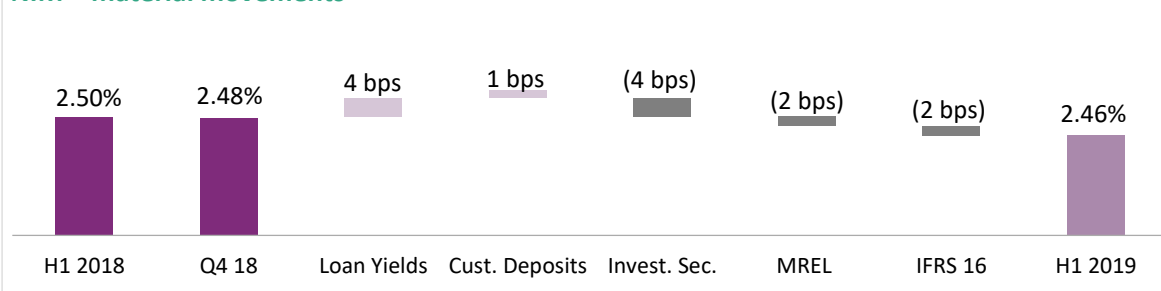 2.50%
2.48%
4 bps
1 bps
(4 bps)
(2 bps)
(2 bps)
2.46%
H1 2018
Q4 18
Loan Yields
Cust. Deposits
Invest. Sec.
MREL
IFRS 16
H1 2019